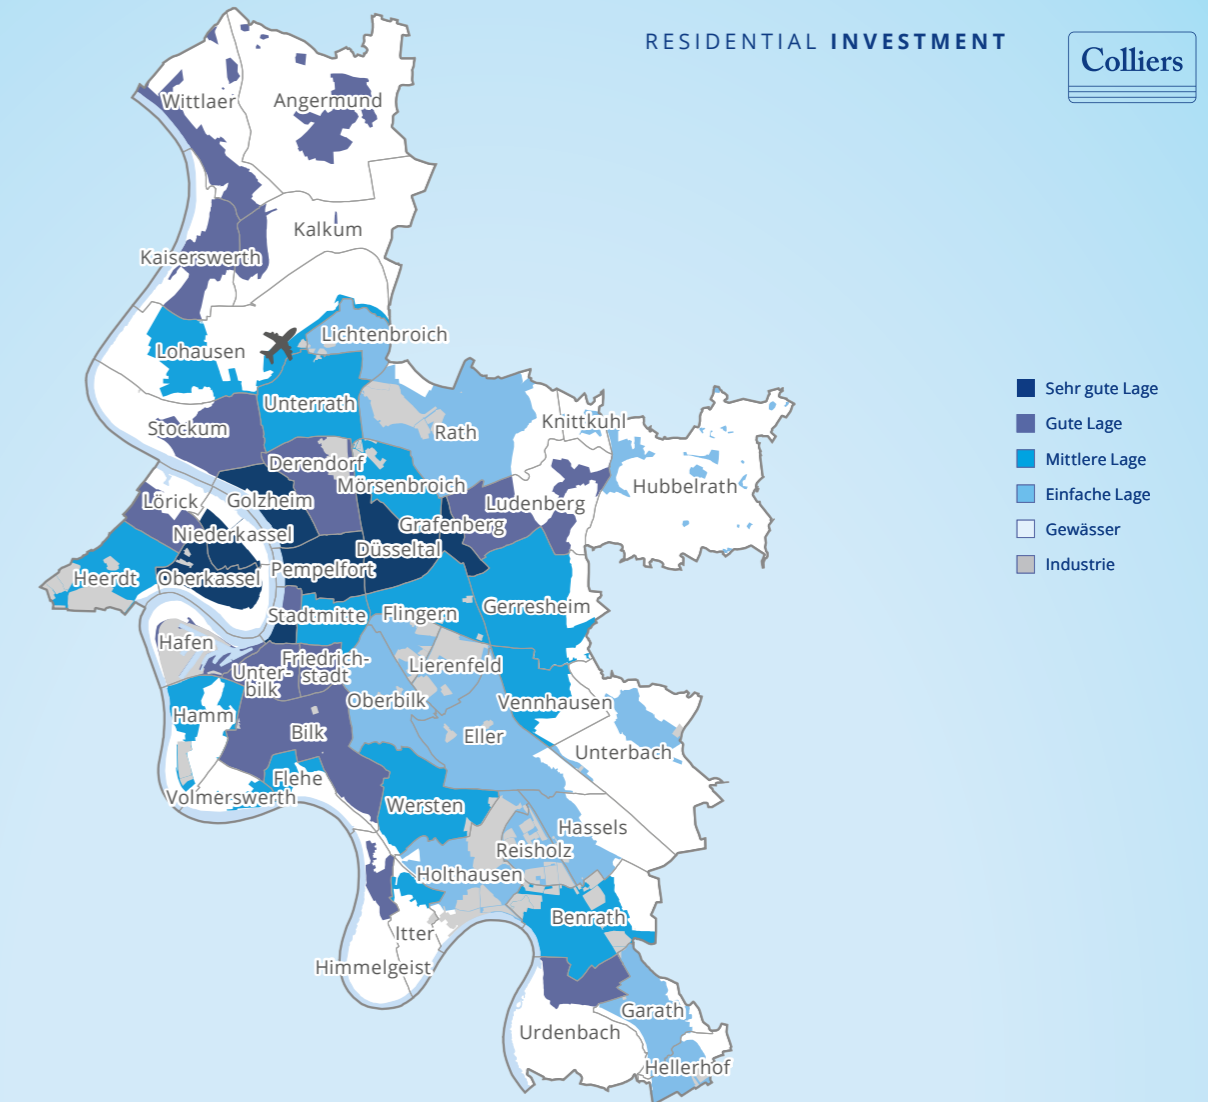 RESIDENTIAL INVESTMENT
Colliers
Wittlaer
Angermund
Kalkum
Kaiserswerth
Lichtenbroich
Lohausen
Unterrath
Stockum
Rath
Knittkuhl
Derendorf
Mörsenbroich
Hubbelrath
Lörick
Golzheim
Ludenberg
Grafenberg
Niederkassel
Düsseltal
Pempelfort
Heerdt
Oberkassel
Gerresheim
Stadtmitte
Flingern
Hafen
Friedrich-
stadt
Unter-
bilk
Lierenfeld
Oberbilk
Vennhausen
Hamm
Bilk
Eller
Unterbach
Flehe
Volmerswerth
Wersten
Hassels
Reisholz
Holthausen
Benrath
Itter
Himmelgeist
Garath
Urdenbach
Hellerhof
Sehr gute Lage
Gute Lage
Mittlere Lage
Einfache Lage
Gewässer
Industrie